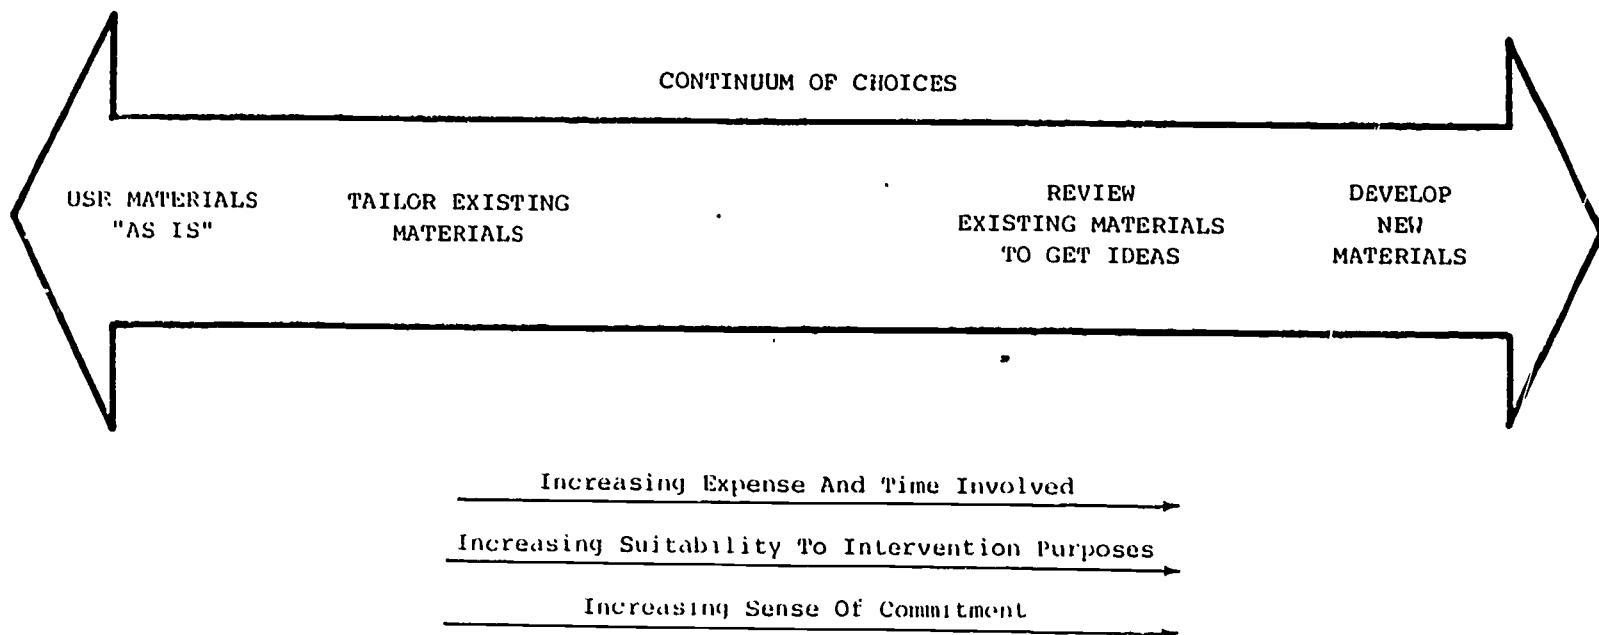 CONTINUUM OF CHOICES
USE MATERIALS
"AS IS"
TAILOR EXISTING
MATERIALS
REVIEW
EXISTING MATERIALS
TO GET IDEAS
DEVELOP
NEW
MATERIALS
Increasing Expense And Time Involved
Increasing Suitability To Intervention Purposes
Increasing Sense Of Commitment